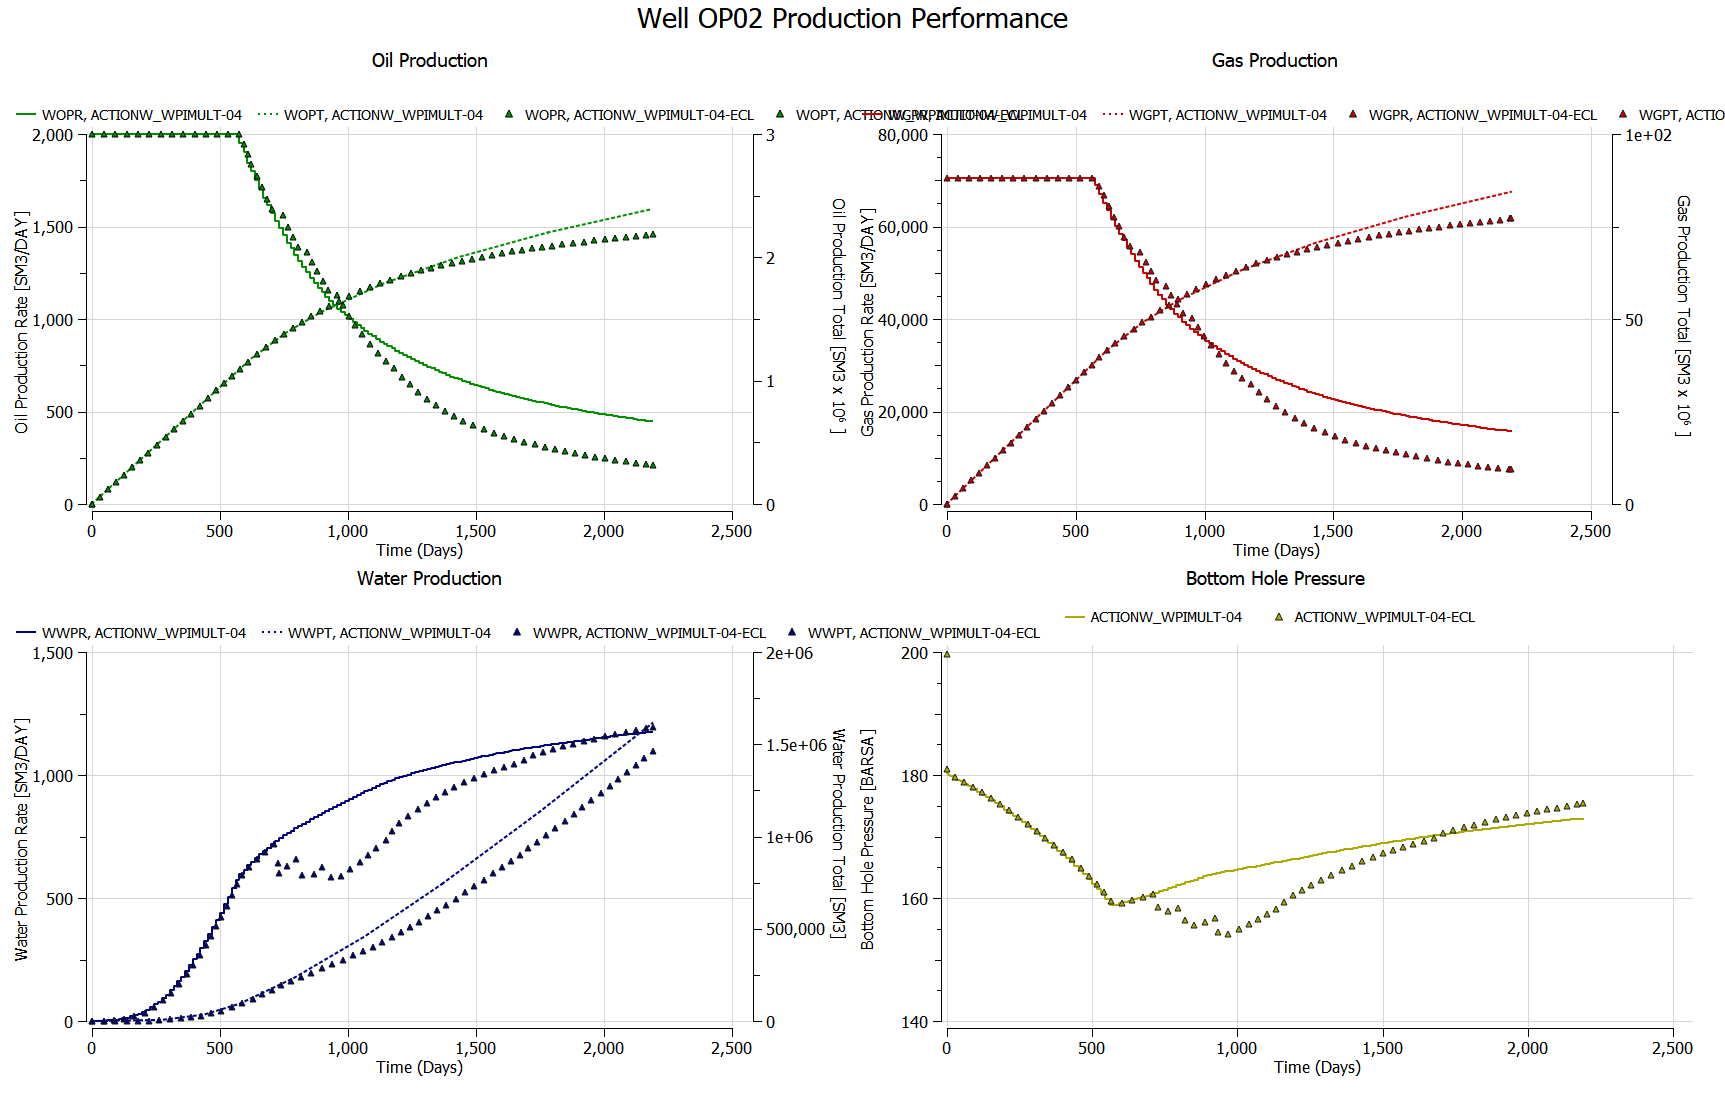 Well OP02 Production Performance
Oil Production
WOPR, ACTIONW_WPIMULT-04
WOPT, ACTIONW_WPIMULT-04
WOPR, ACTIONW_WPIMULT-04-ECL
WOPT, ACTIONW_WPIMULT-04-ECL
2,000
1,500
1,000
500
0
3
2
1
0
Oil Production Rate [SM3/DAY]
Oil Production Total [SM3 x 10⁶ ]
0
500
1,000
1,500
2,000
2,500
Time (Days)
Gas Production
WGPR, ACTIONW_WPIMULT-04
WGPT, ACTIONW_WPIMULT-04
WGPR, ACTIONW_WPIMULT-04-ECL
WGPT, ACTIO
80,000
60,000
40,000
20,000
0
1e+02
50
0
Gas Production Rate [SM3/DAY]
Gas Production Total [SM3 x 10⁶ ]
0
500
1,000
1,500
2,000
2,500
Time (Days)
Water Production
WWPR, ACTIONW_WPIMULT-04
WWPT, ACTIONW_WPIMULT-04
WWPR, ACTIONW_WPIMULT-04-ECL
WWPT, ACTIONW_WPIMULT-04-ECL
1,500
1,000
500
0
2e+06
1.5e+06
1e+06
500,000
0
Water Production Rate [SM3/DAY]
Water Production Total [SM3]
0
500
1,000
1,500
2,000
2,500
Time (Days)
Bottom Hole Pressure
ACTIONW_WPIMULT-04
ACTIONW_WPIMULT-04-ECL
200
180
160
140
Bottom Hole Pressure [BARSA]
0
500
1,000
1,500
2,000
2,500
Time (Days)